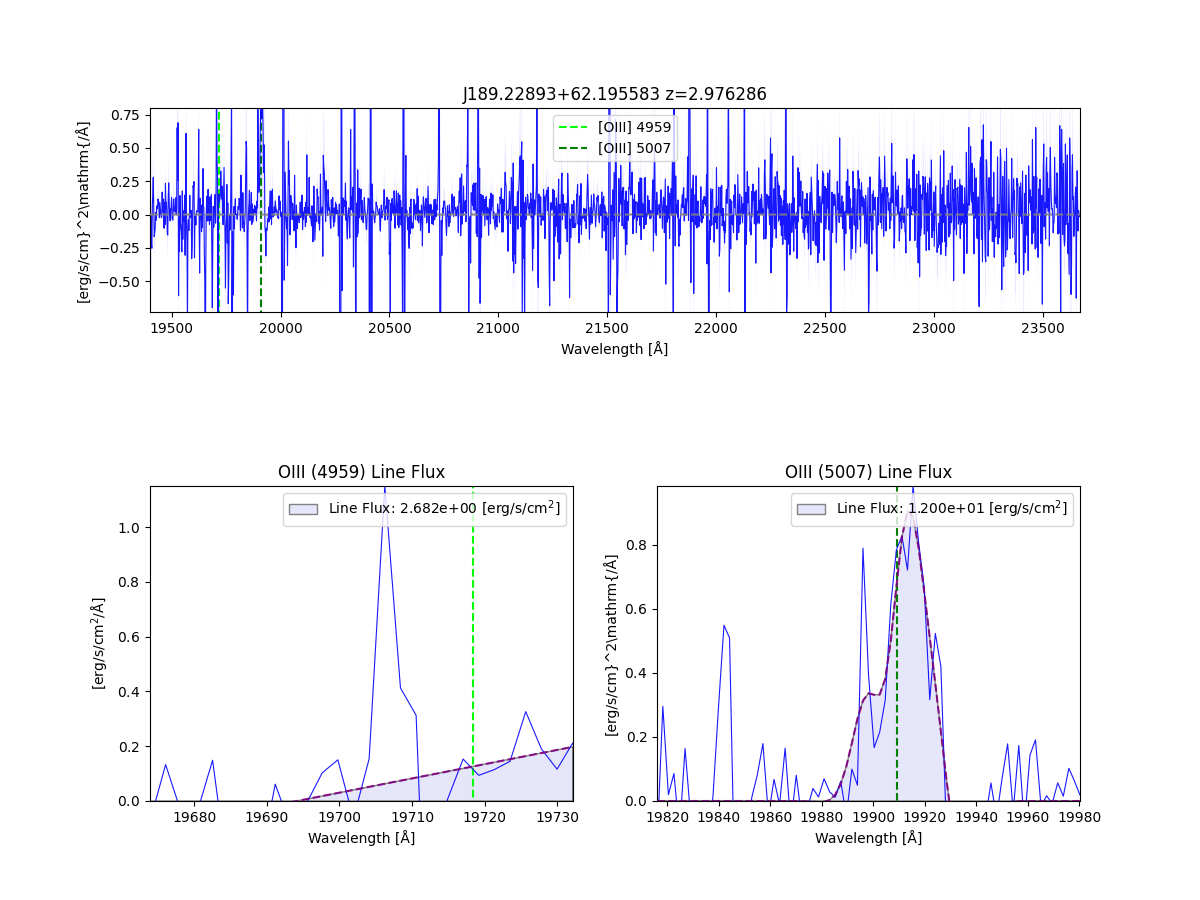 J189.22893+62.195583 z=2.976286
[erg/s/cm}^2\mathrm{/Å]
0.75
0.50
0.25
0.00
−0.25
−0.50
[OIII] 4959
[OIII] 5007
19500 20000 20500 21000 21500 22000 22500 23000 23500
Wavelength [Å]
OIII (4959) Line Flux
[erg/s/cm²/Å]
1.0
0.8
0.6
0.4
0.2
0.0
Line Flux: 2.682e+00 [erg/s/cm²]
19680 19690 19700 19710 19720 19730
Wavelength [Å]
OIII (5007) Line Flux
[erg/s/cm}^2\mathrm{/Å]
0.8
0.6
0.4
0.2
0.0
Line Flux: 1.200e+01 [erg/s/cm²]
19820 19840 19860 19880 19900 19920 19940 19960 19980
Wavelength [Å]